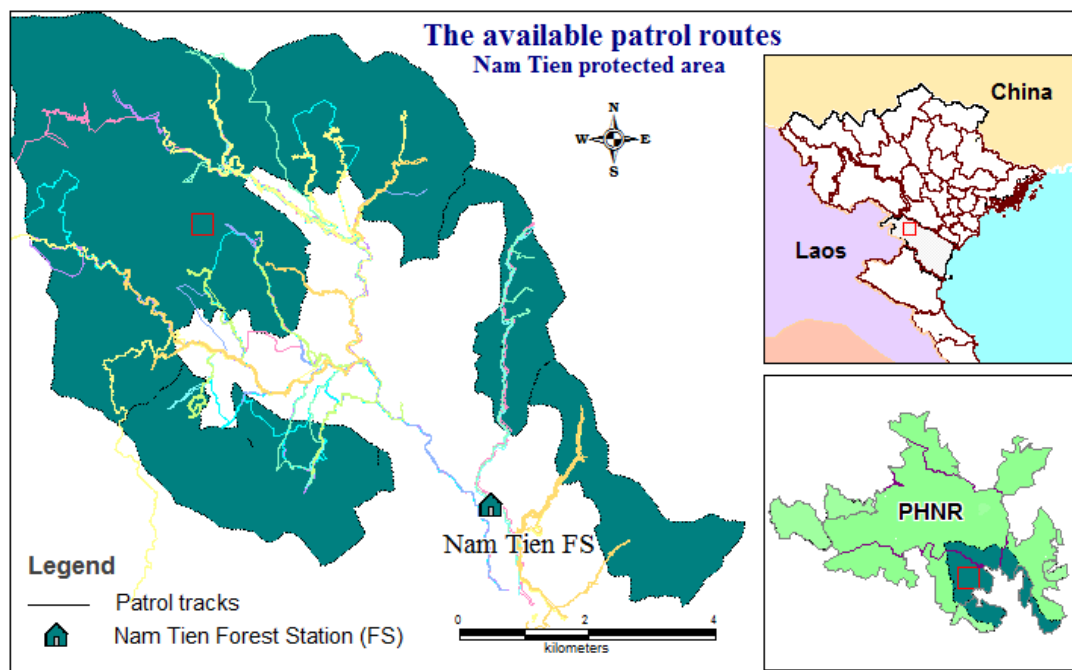 The available patrol routes
Nam Tien protected area
N
W E
S
Nam Tien FS
Legend
Patrol tracks
Nam Tien Forest Station (FS)
0 2 4
kilometers
China
Laos
PHNR